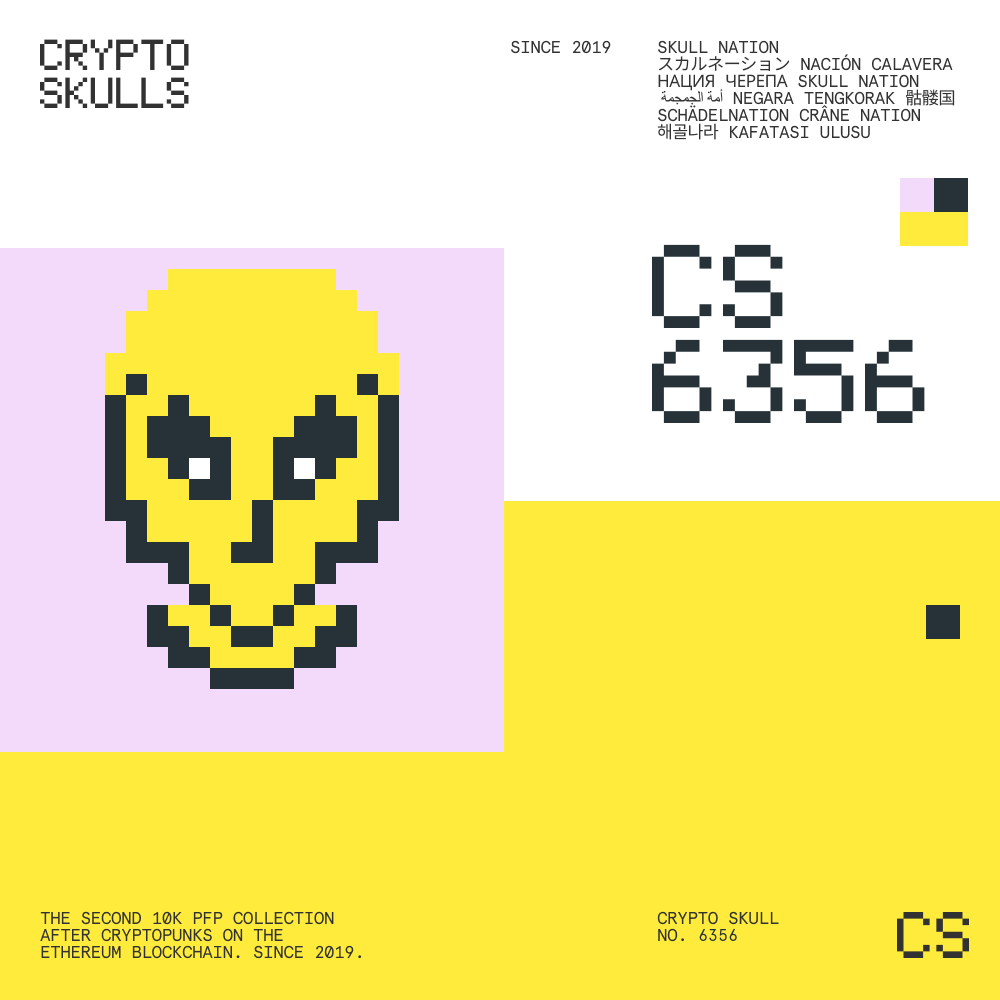 CRYPTO
SKULLS
SINCE 2019
SKULL NATION
スカルネーション NACIÓN CALAVERA
НАЦИЯ ЧЕРЕПА SKULL NATION
أمة الجمجمة NEGARA TENGKORAK 骷髅国
SCHÄDELNATION CRÂNE NATION
해골나라 KAFATASI ULUSU
CS
6356
THE SECOND 10K PFP COLLECTION
AFTER CRYPTOPUNKS ON THE
ETHEREUM BLOCKCHAIN. SINCE 2019.
CRYPTO SKULL
NO. 6356
CS